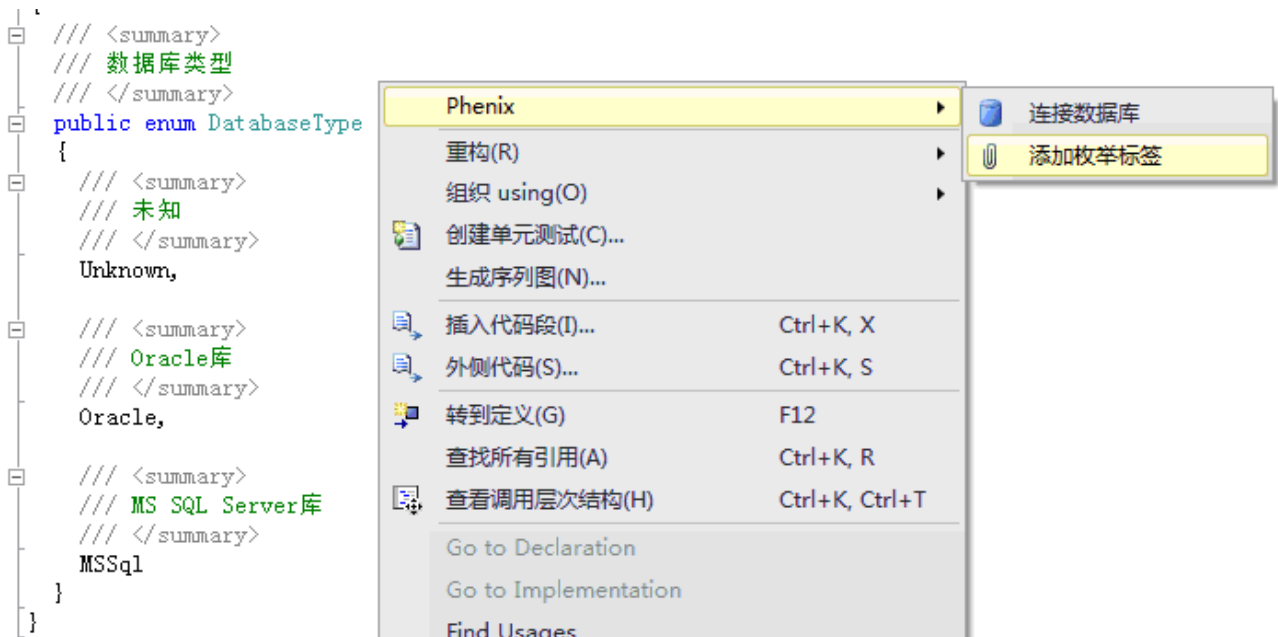 {
/// <summary>
/// 数据库类型
/// </summary>
public enum DatabaseType
{
/// <summary>
/// 未知
/// </summary>
Unknown,
/// <summary>
/// Oracle库
/// </summary>
Oracle,
/// <summary>
/// MS SQL Server库
/// </summary>
MSSql
}
}
Phenix
重构(R)
组织 using(O)
创建单元测试(C)...
生成序列图(N)...
插入代码段(I)... Ctrl+K, X
外侧代码(S)... Ctrl+K, S
转到定义(G) F12
查找所有引用(A) Ctrl+K, R
查看调用层次结构(H) Ctrl+K, Ctrl+T
Go to Declaration
Go to Implementation
Find Usages
连接数据库
添加枚举标签